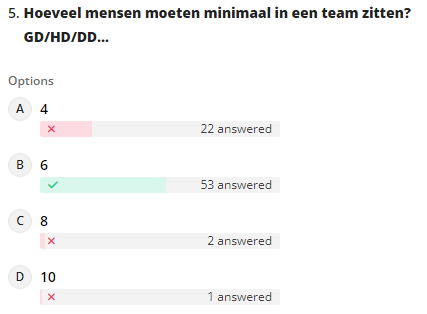 5. Hoeveel mensen moeten minimaal in een team zitten?
GD/HD/DD...
Options
A 4
22 answered
B 6
53 answered
C 8
2 answered
D 10
1 answered